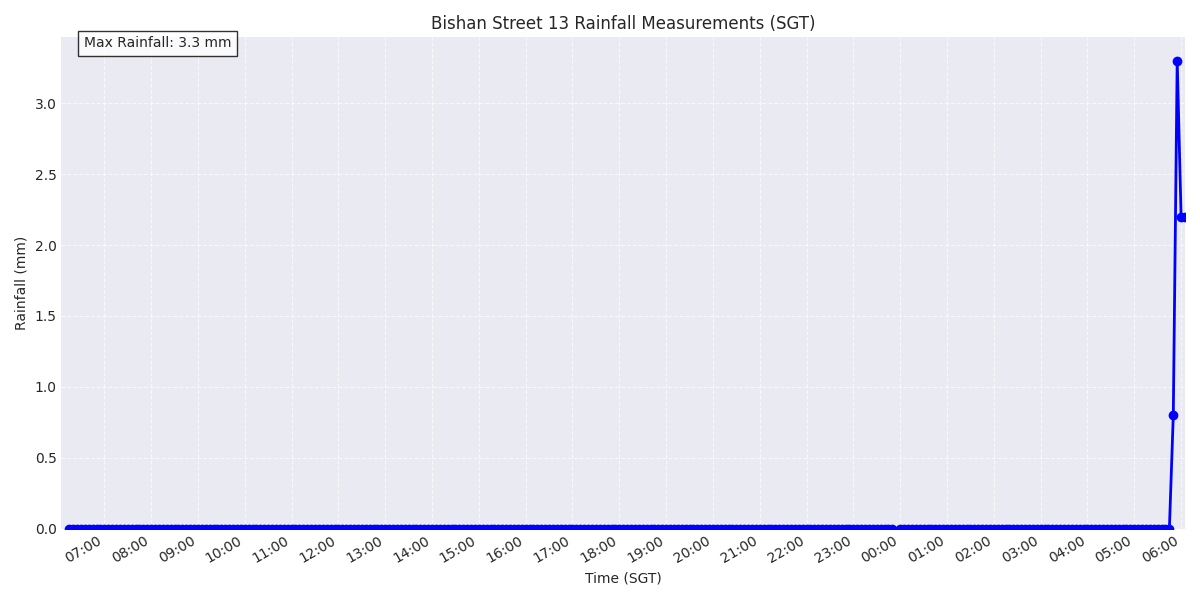 Bishan Street 13 Rainfall Measurements (SGT)
Max Rainfall: 3.3 mm
Rainfall (mm)
3.0
2.5
2.0
1.5
1.0
0.5
0.0
07:00 08:00 09:00 10:00 11:00 12:00 13:00 14:00 15:00 16:00 17:00 18:00 19:00 20:00 21:00 22:00 23:00 00:00 01:00 02:00 03:00 04:00 05:00 06:00
Time (SGT)